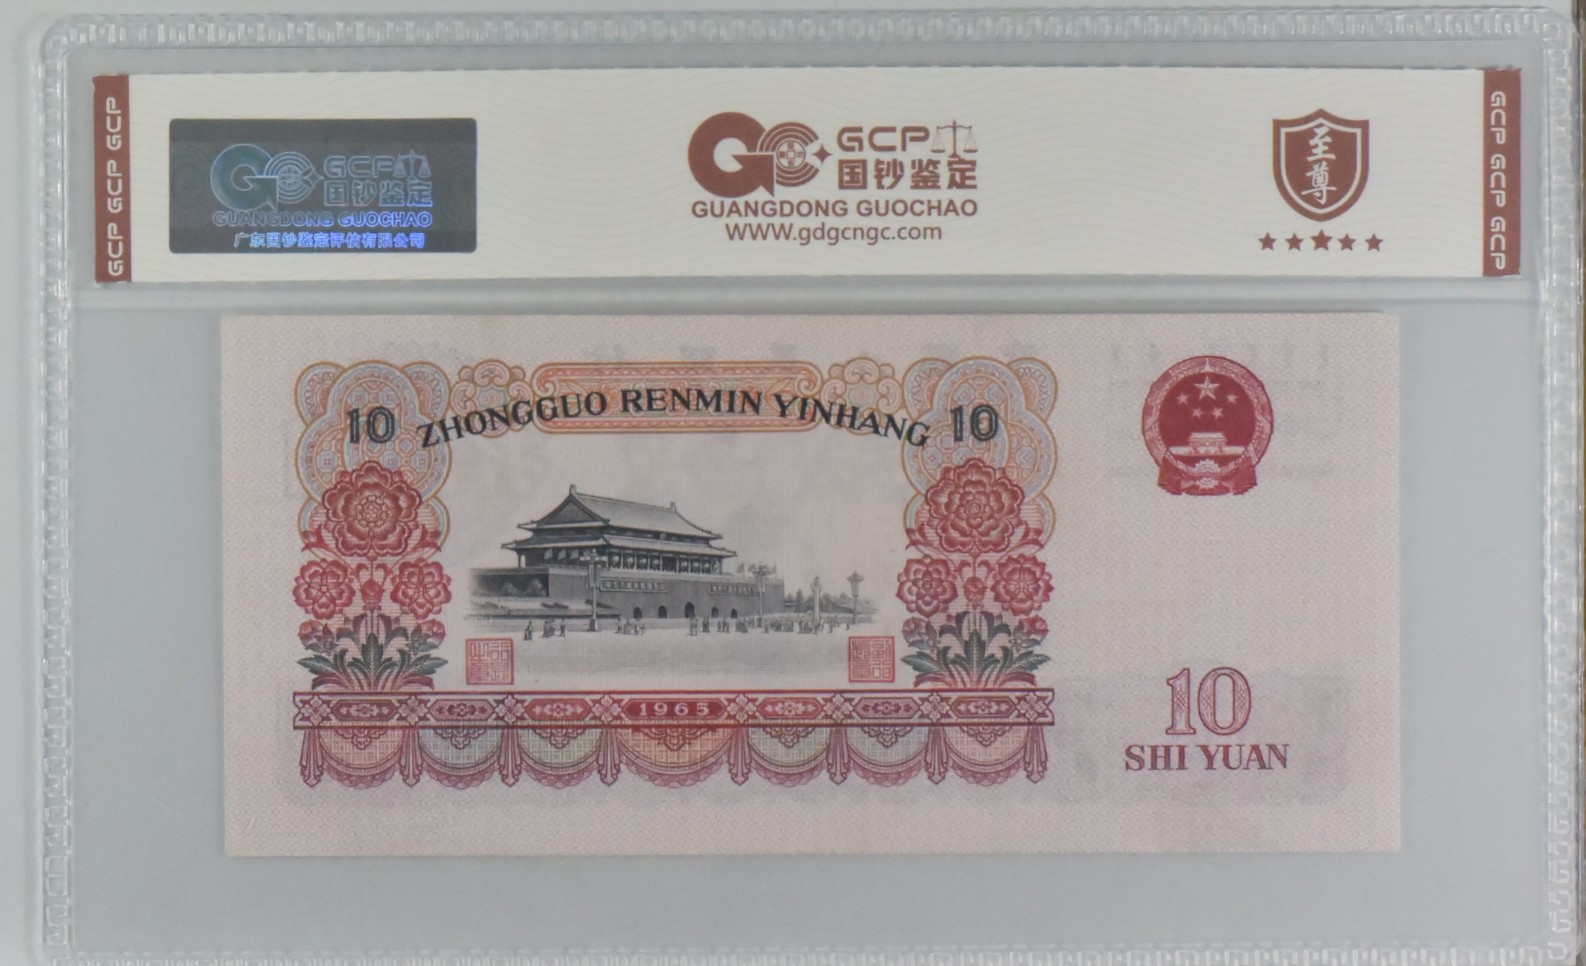 GCP GCP GCP
GCP
国钞鉴定
GUANGDONG GUOCHAO
广东国钞鉴定评估有限公司
GCP
国钞鉴定
GUANGDONG GUOCHAO
WWW.gdgcngc.com
至尊
GCP GCP GCP
10 ZHONGGUO RENMIN YINHANG 10
1965
10
SHI YUAN